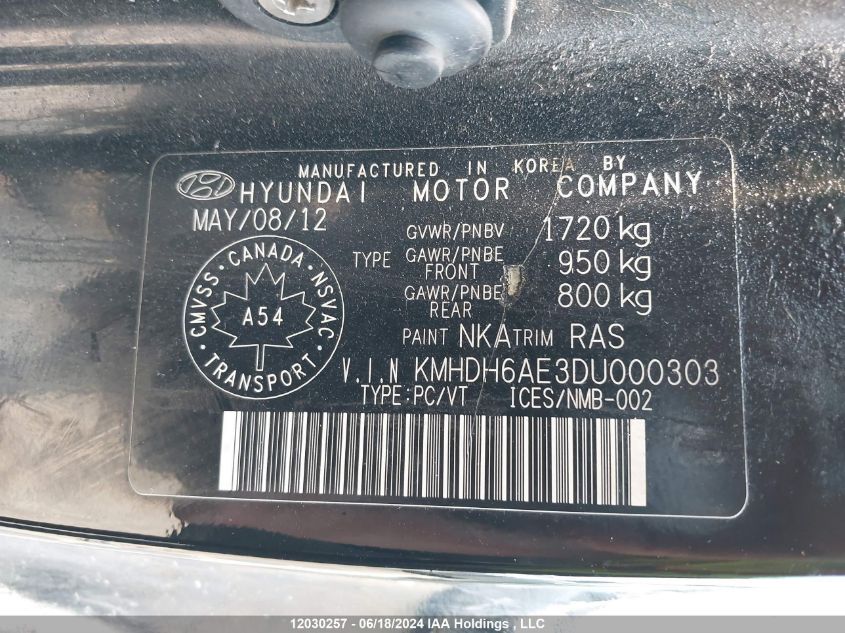 MANUFACTURED IN KOREA BY
HYUNDAI MOTOR COMPANY
MAY/08/12
GVWR/PNBV 1720 kg
TYPE GAWR/PNBE FRONT 950 kg
GAWR/PNBE REAR 800 kg
CMVSS · CANADA · NSVAC
A54
TRANSPORT
PAINT NKA TRIM RAS
V.I.N KMHDH6AE3DU000303
TYPE:PC/VT ICES/NMB-002
12030257 - 06/18/2024 IAA Holdings , LLC